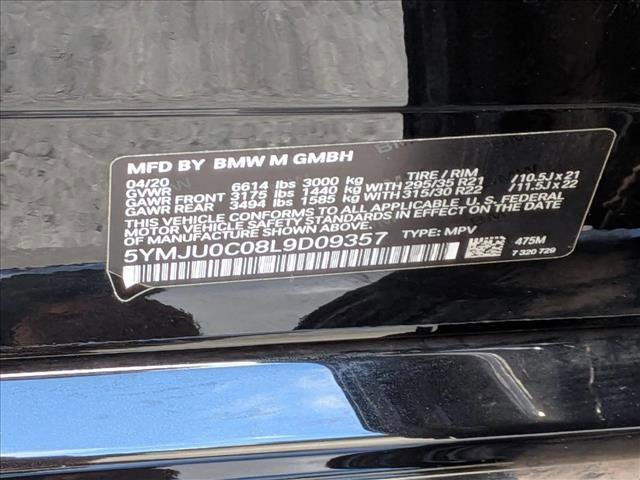 MFD BY BMW M GMBH
04/20 TIRE / RIM
GVWR 6614 lbs 3000 kg
GAWR FRONT 3175 lbs 1440 kg WITH 295/35 R21 /10.5J x 21
GAWR REAR 3494 lbs 1585 kg WITH 315/30 R22 /11.5J x 22
THIS VEHICLE CONFORMS TO ALL APPLICABLE U.S. FEDERAL
MOTOR VEHICLE SAFETY STANDARDS IN EFFECT ON THE DATE
OF MANUFACTURE SHOWN ABOVE.
5YMJU0C08L9D09357 TYPE: MPV 475M
7 320 729